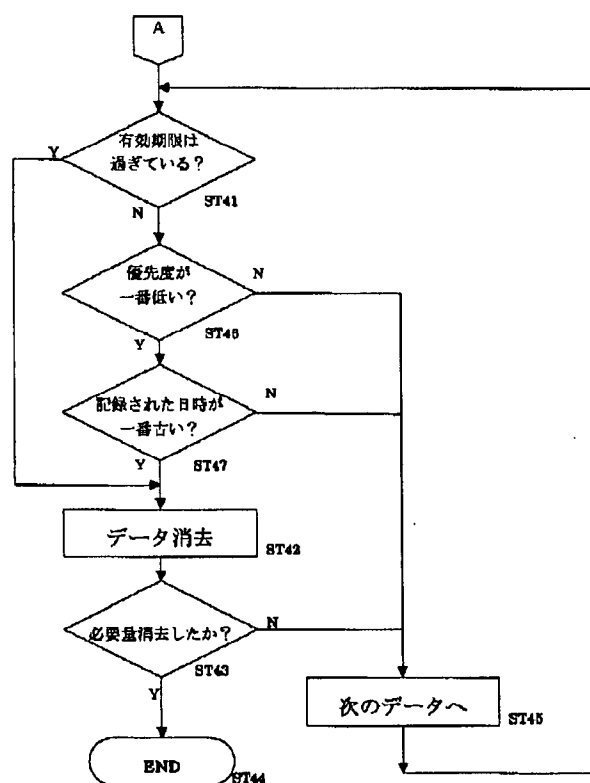 A
有効期限は
過ぎている？
Y
ST41
N
優先度が
一番低い？
N
ST46
Y
記録された日時が
一番古い？
N
Y
ST47
データ消去
ST42
必要量消去したか？
N
ST43
Y
次のデータへ
ST45
END
ST44